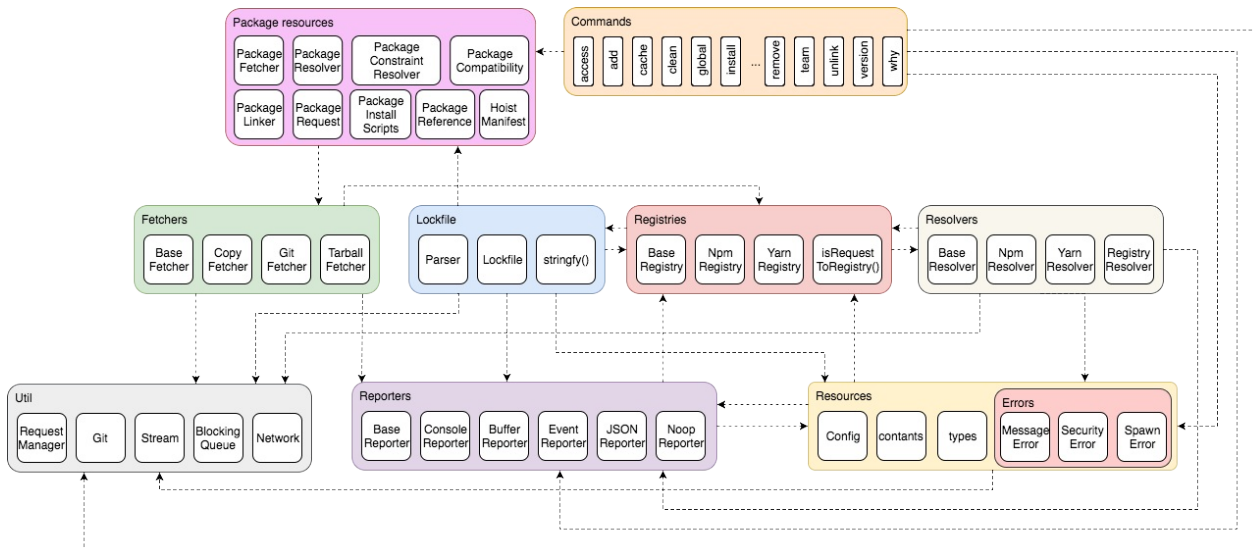 Package resources
Package
Fetcher
Package
Resolver
Package
Constraint
Resolver
Package
Compatibility
Package
Linker
Package
Request
Package
Install
Scripts
Package
Reference
Hoist
Manifest
Commands
access
add
cache
clean
global
install
...
remove
team
unlink
version
why
Fetchers
Base
Fetcher
Copy
Fetcher
Git
Fetcher
Tarball
Fetcher
Lockfile
Parser
Lockfile
stringfy()
Registries
Base
Registry
Npm
Registry
Yarn
Registry
isRequest
ToRegistry()
Resolvers
Base
Resolver
Npm
Resolver
Yarn
Resolver
Registry
Resolver
Util
Request
Manager
Git
Stream
Blocking
Queue
Network
Reporters
Base
Reporter
Console
Reporter
Buffer
Reporter
Event
Reporter
JSON
Reporter
Noop
Reporter
Resources
Config
contants
types
Errors
Message
Error
Security
Error
Spawn
Error